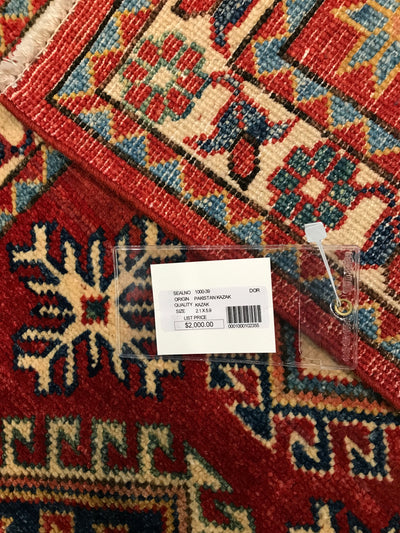 SEALNO 1000-39 DOR
ORIGIN PAKISTAN KAZAK
QUALITY KAZAK
SIZE 2.1 X 5.9
LIST PRICE
$2,000.00